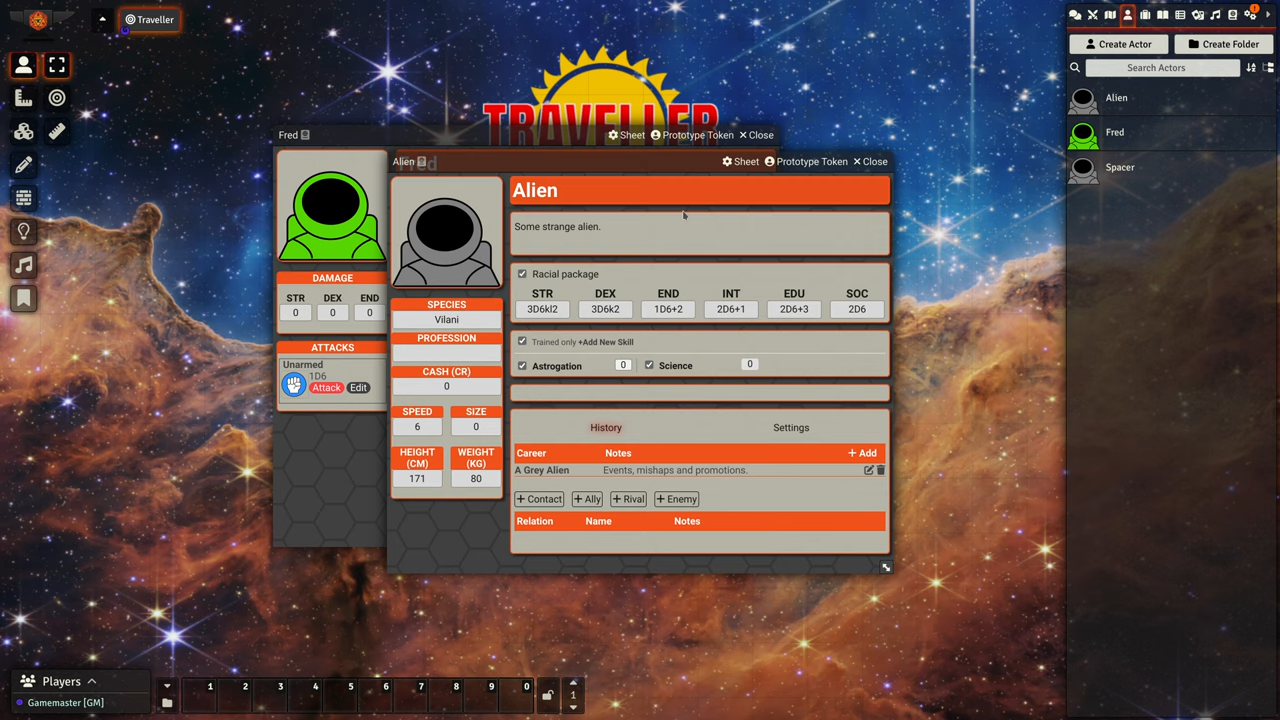 Traveller
TRAVELLER
Create Actor
Create Folder
Search Actors
Alien
Fred
Spacer
Fred
Sheet
Prototype Token
Close
DAMAGE
STR DEX END
0 0 0
ATTACKS
Unarmed
1D6
Attack Edit
Alien
Fred
Sheet
Prototype Token
Close
SPECIES
Vilani
PROFESSION
CASH (CR)
0
SPEED SIZE
6 0
HEIGHT (CM) WEIGHT (KG)
171 80
Alien
Some strange alien.
Racial package
STR DEX END INT EDU SOC
3D6kl2 3D6k2 1D6+2 2D6+1 2D6+3 2D6
Trained only +Add New Skill
Astrogation 0 Science 0
History Settings
Career Notes + Add
A Grey Alien Events, mishaps and promotions.
+ Contact + Ally + Rival + Enemy
Relation Name Notes
Players
Gamemaster [GM]
1 2 3 4 5 6 7 8 9 0
1